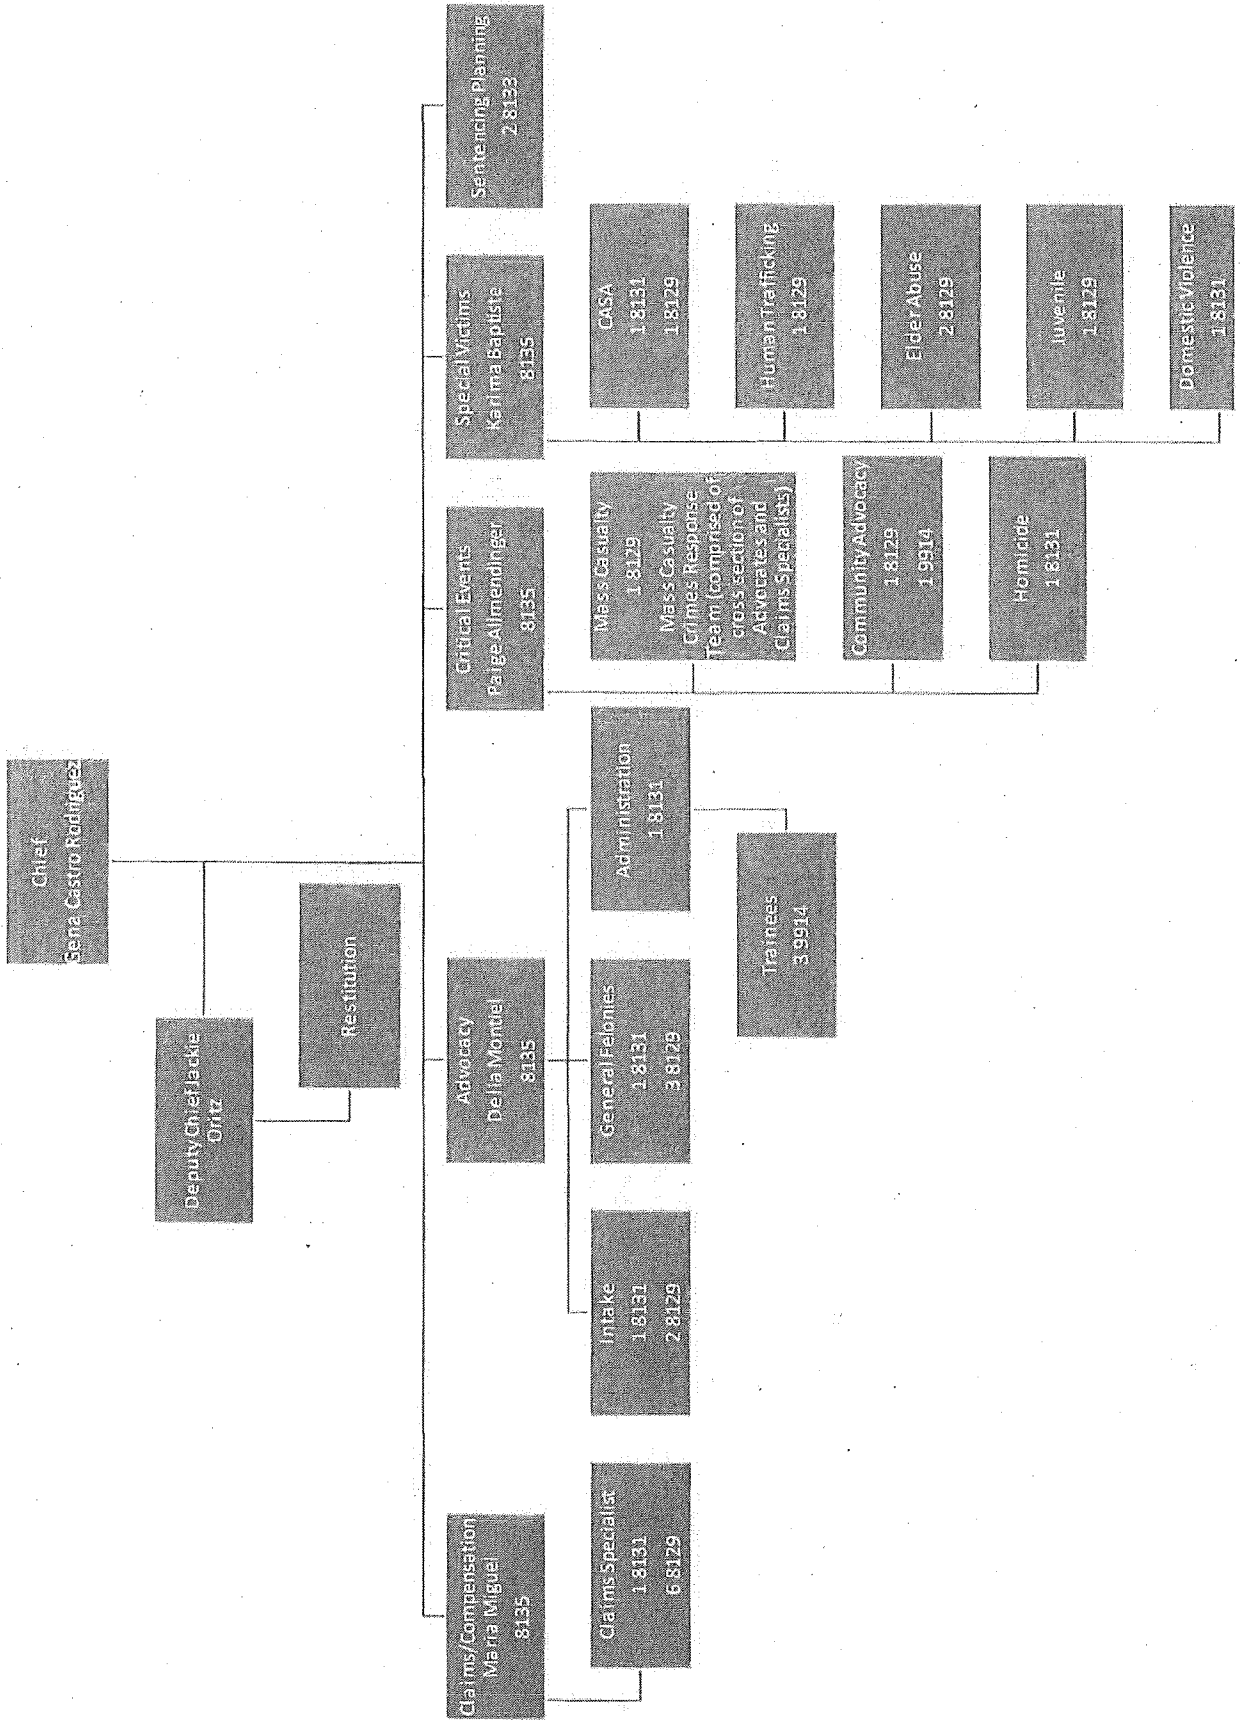 Chief
Gena Castro Rodriguez
Deputy Chief Jackie
Oritz
Restitution
Claims/Compensation
Maria Miguel
8135
Claims Specialist
1 8131
6 8129
Advocacy
Delia Montiel
8135
Intake
1 8131
2 8129
General Felonies
1 8131
3 8129
Administration
1 8131
Trainees
3 9914
Critical Events
Paige Allmendinger
8135
Mass Casualty
1 8129
Mass Casualty
Crimes Response
Team (comprised of
cross section of
Advocates and
Claims Specialists)
Community Advocacy
1 8129
1 9914
Homicide
1 8131
Special Victims
Karima Baptiste
8135
CASA
1 8131
1 8129
Human Trafficking
1 8129
Elder Abuse
2 8129
Juvenile
1 8129
Domestic Violence
1 8131
Sentencing Planning
2 8133